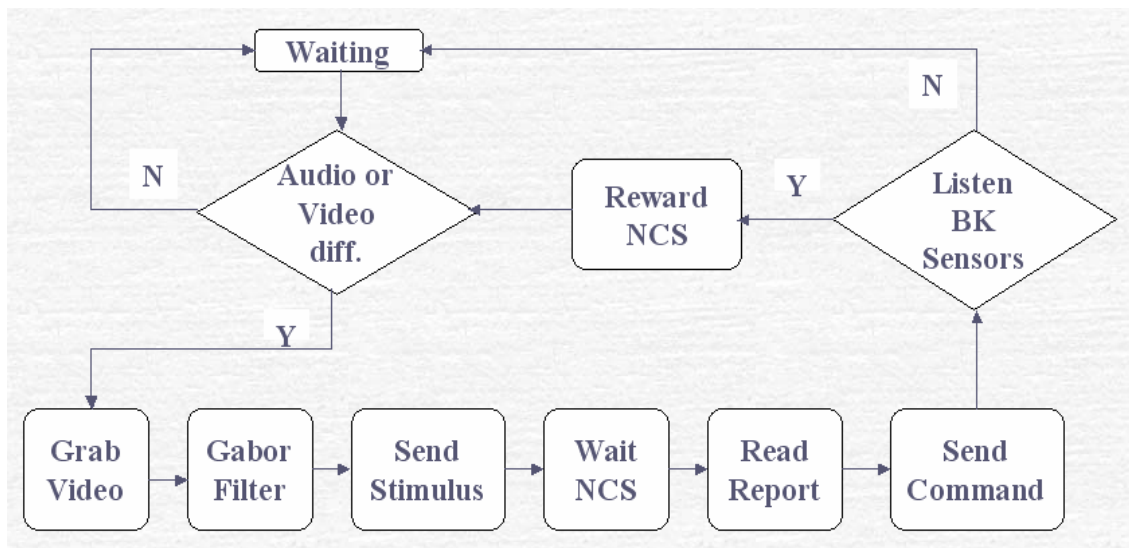 Waiting
N
Audio or
Video
diff.
Y
Reward
NCS
Y
N
Listen
BK
Sensors
Grab
Video
Gabor
Filter
Send
Stimulus
Wait
NCS
Read
Report
Send
Command